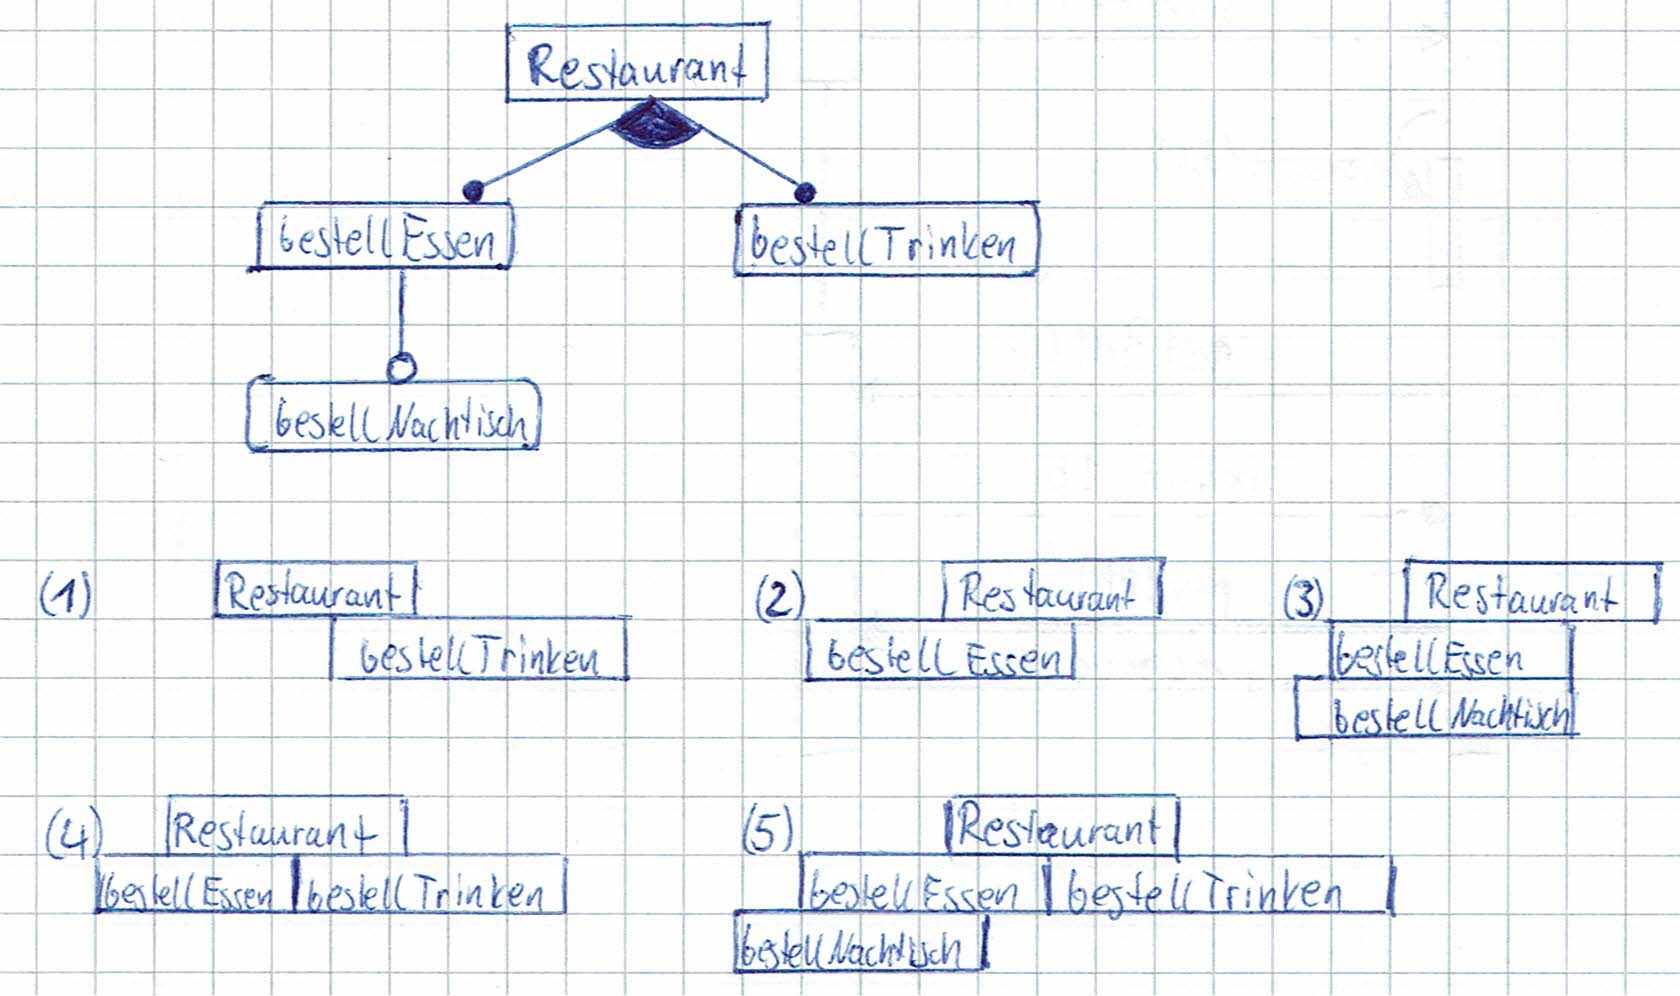 Restaurant
bestellEssen bestellTrinken
bestellNachtisch
(1) Restaurant (2) Restaurant (3) Restaurant
bestellTrinken bestellEssen bestellEssen
bestellNachtisch
(4) Restaurant (5) Restaurant
bestellEssen bestellTrinken bestellEssen bestellTrinken
bestellNachtisch